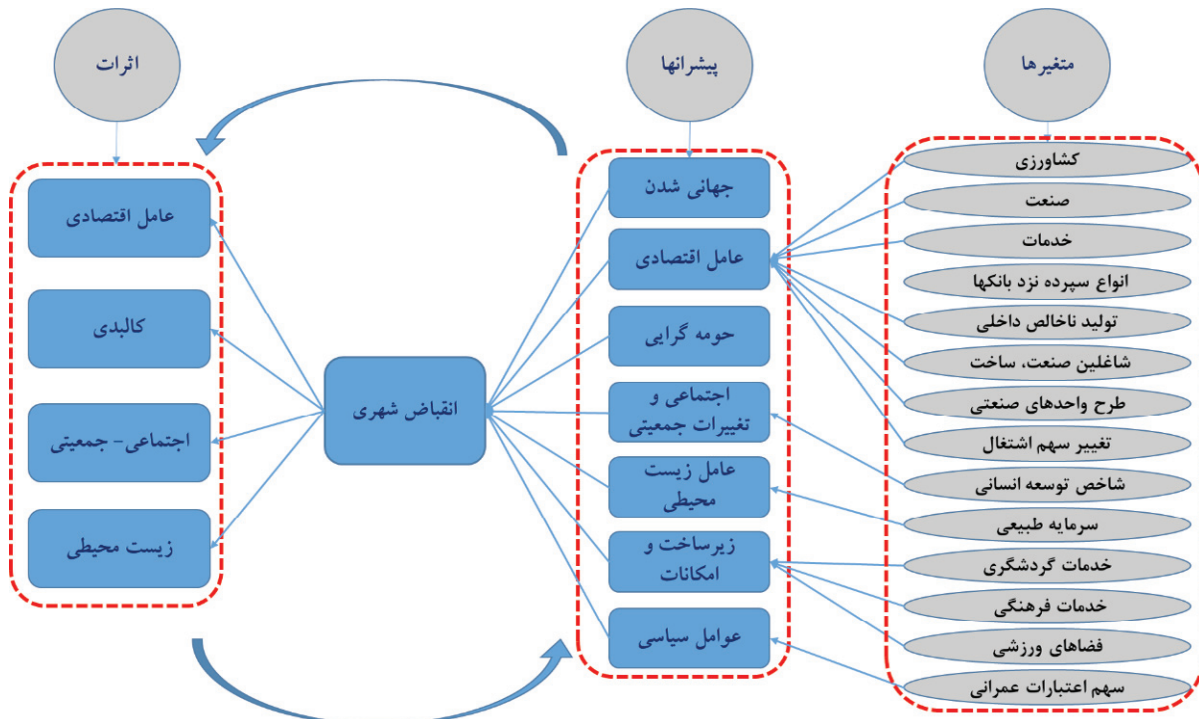 متغیرها
کشاورزی
صنعت
خدمات
انواع سپرده نزد بانکها
تولید ناخالص داخلی
شاغلین صنعت، ساخت
طرح واحدهای صنعتی
تغییر سهم اشتغال
شاخص توسعه انسانی
سرمایه طبیعی
خدمات گردشگری
خدمات فرهنگی
فضاهای ورزشی
سهم اعتبارات عمرانی
پیشرانها
جهانی شدن
عامل اقتصادی
حومه گرایی
اجتماعی و
تغییرات جمعیتی
عامل زیست
محیطی
زیرساخت و
امکانات
عوامل سیاسی
انقباض شهری
اثرات
عامل اقتصادی
کالبدی
اجتماعی- جمعیتی
زیست محیطی